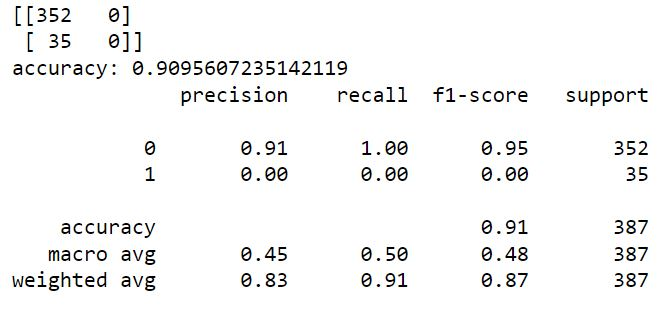 [[352   0]
 [ 35   0]]
accuracy: 0.9095607235142119
              precision    recall  f1-score   support

           0       0.91      1.00      0.95       352
           1       0.00      0.00      0.00        35

    accuracy                           0.91       387
   macro avg       0.45      0.50      0.48       387
weighted avg       0.83      0.91      0.87       387